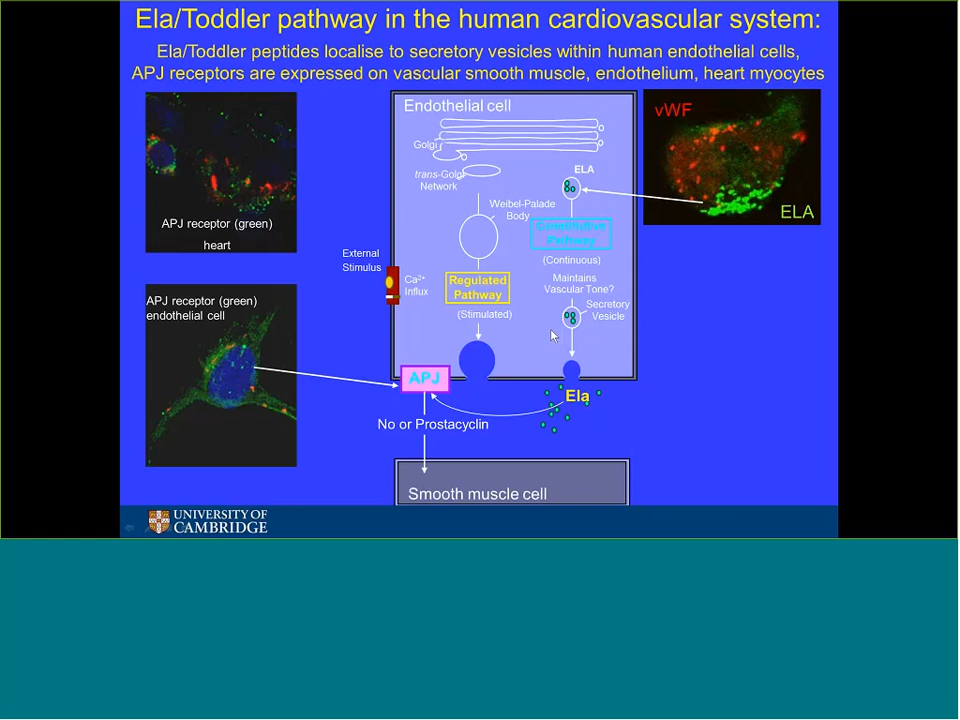 Ela/Toddler pathway in the human cardiovascular system:
Ela/Toddler peptides localise to secretory vesicles within human endothelial cells,
APJ receptors are expressed on vascular smooth muscle, endothelium, heart myocytes
APJ receptor (green)
heart
APJ receptor (green)
endothelial cell
External
Stimulus
Endothelial cell
Golgi
trans-Golgi
Network
Weibel-Palade
Body
Ca2+
Influx
Regulated
Pathway
(Stimulated)
ELA
Constitutive
Pathway
(Continuous)
Maintains
Vascular Tone?
Secretory
Vesicle
APJ
Ela
No or Prostacyclin
Smooth muscle cell
vWF
ELA
UNIVERSITY OF
CAMBRIDGE